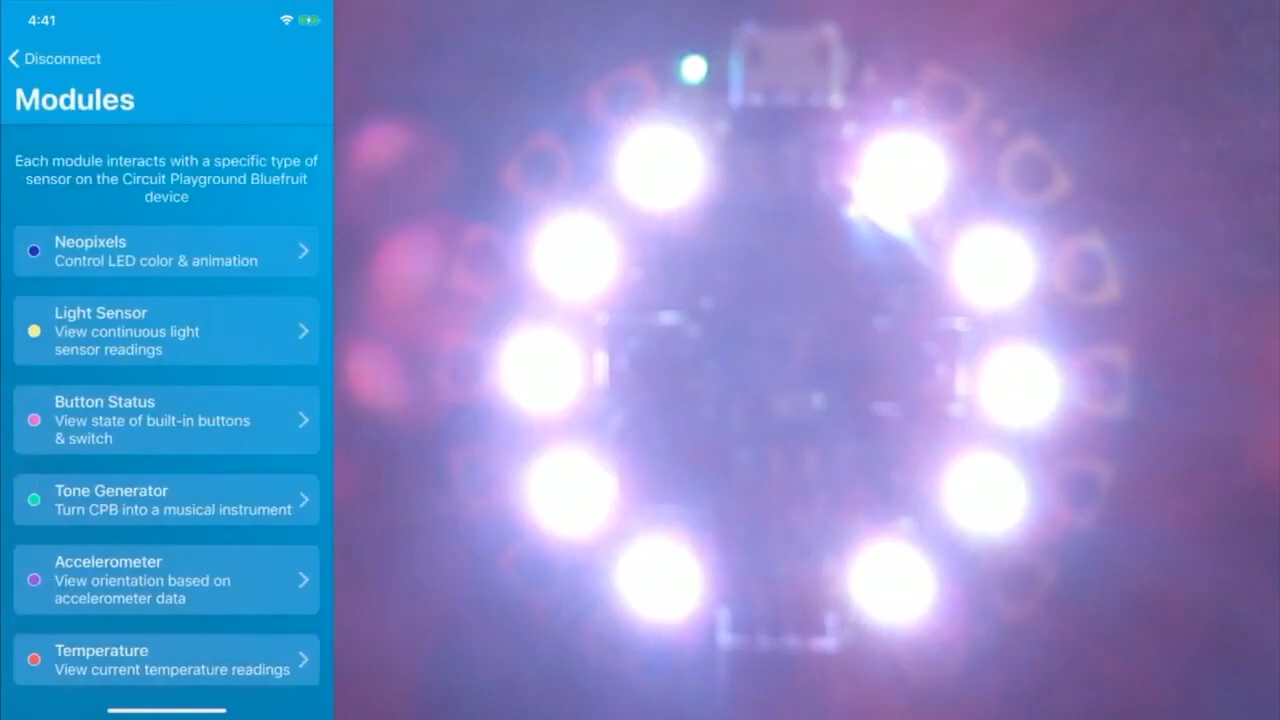 4:41
Disconnect
Modules
Each module interacts with a specific type of
sensor on the Circuit Playground Bluefruit
device
Neopixels
Control LED color & animation
Light Sensor
View continuous light
sensor readings
Button Status
View state of built-in buttons
& switch
Tone Generator
Turn CPB into a musical instrument
Accelerometer
View orientation based on
accelerometer data
Temperature
View current temperature readings